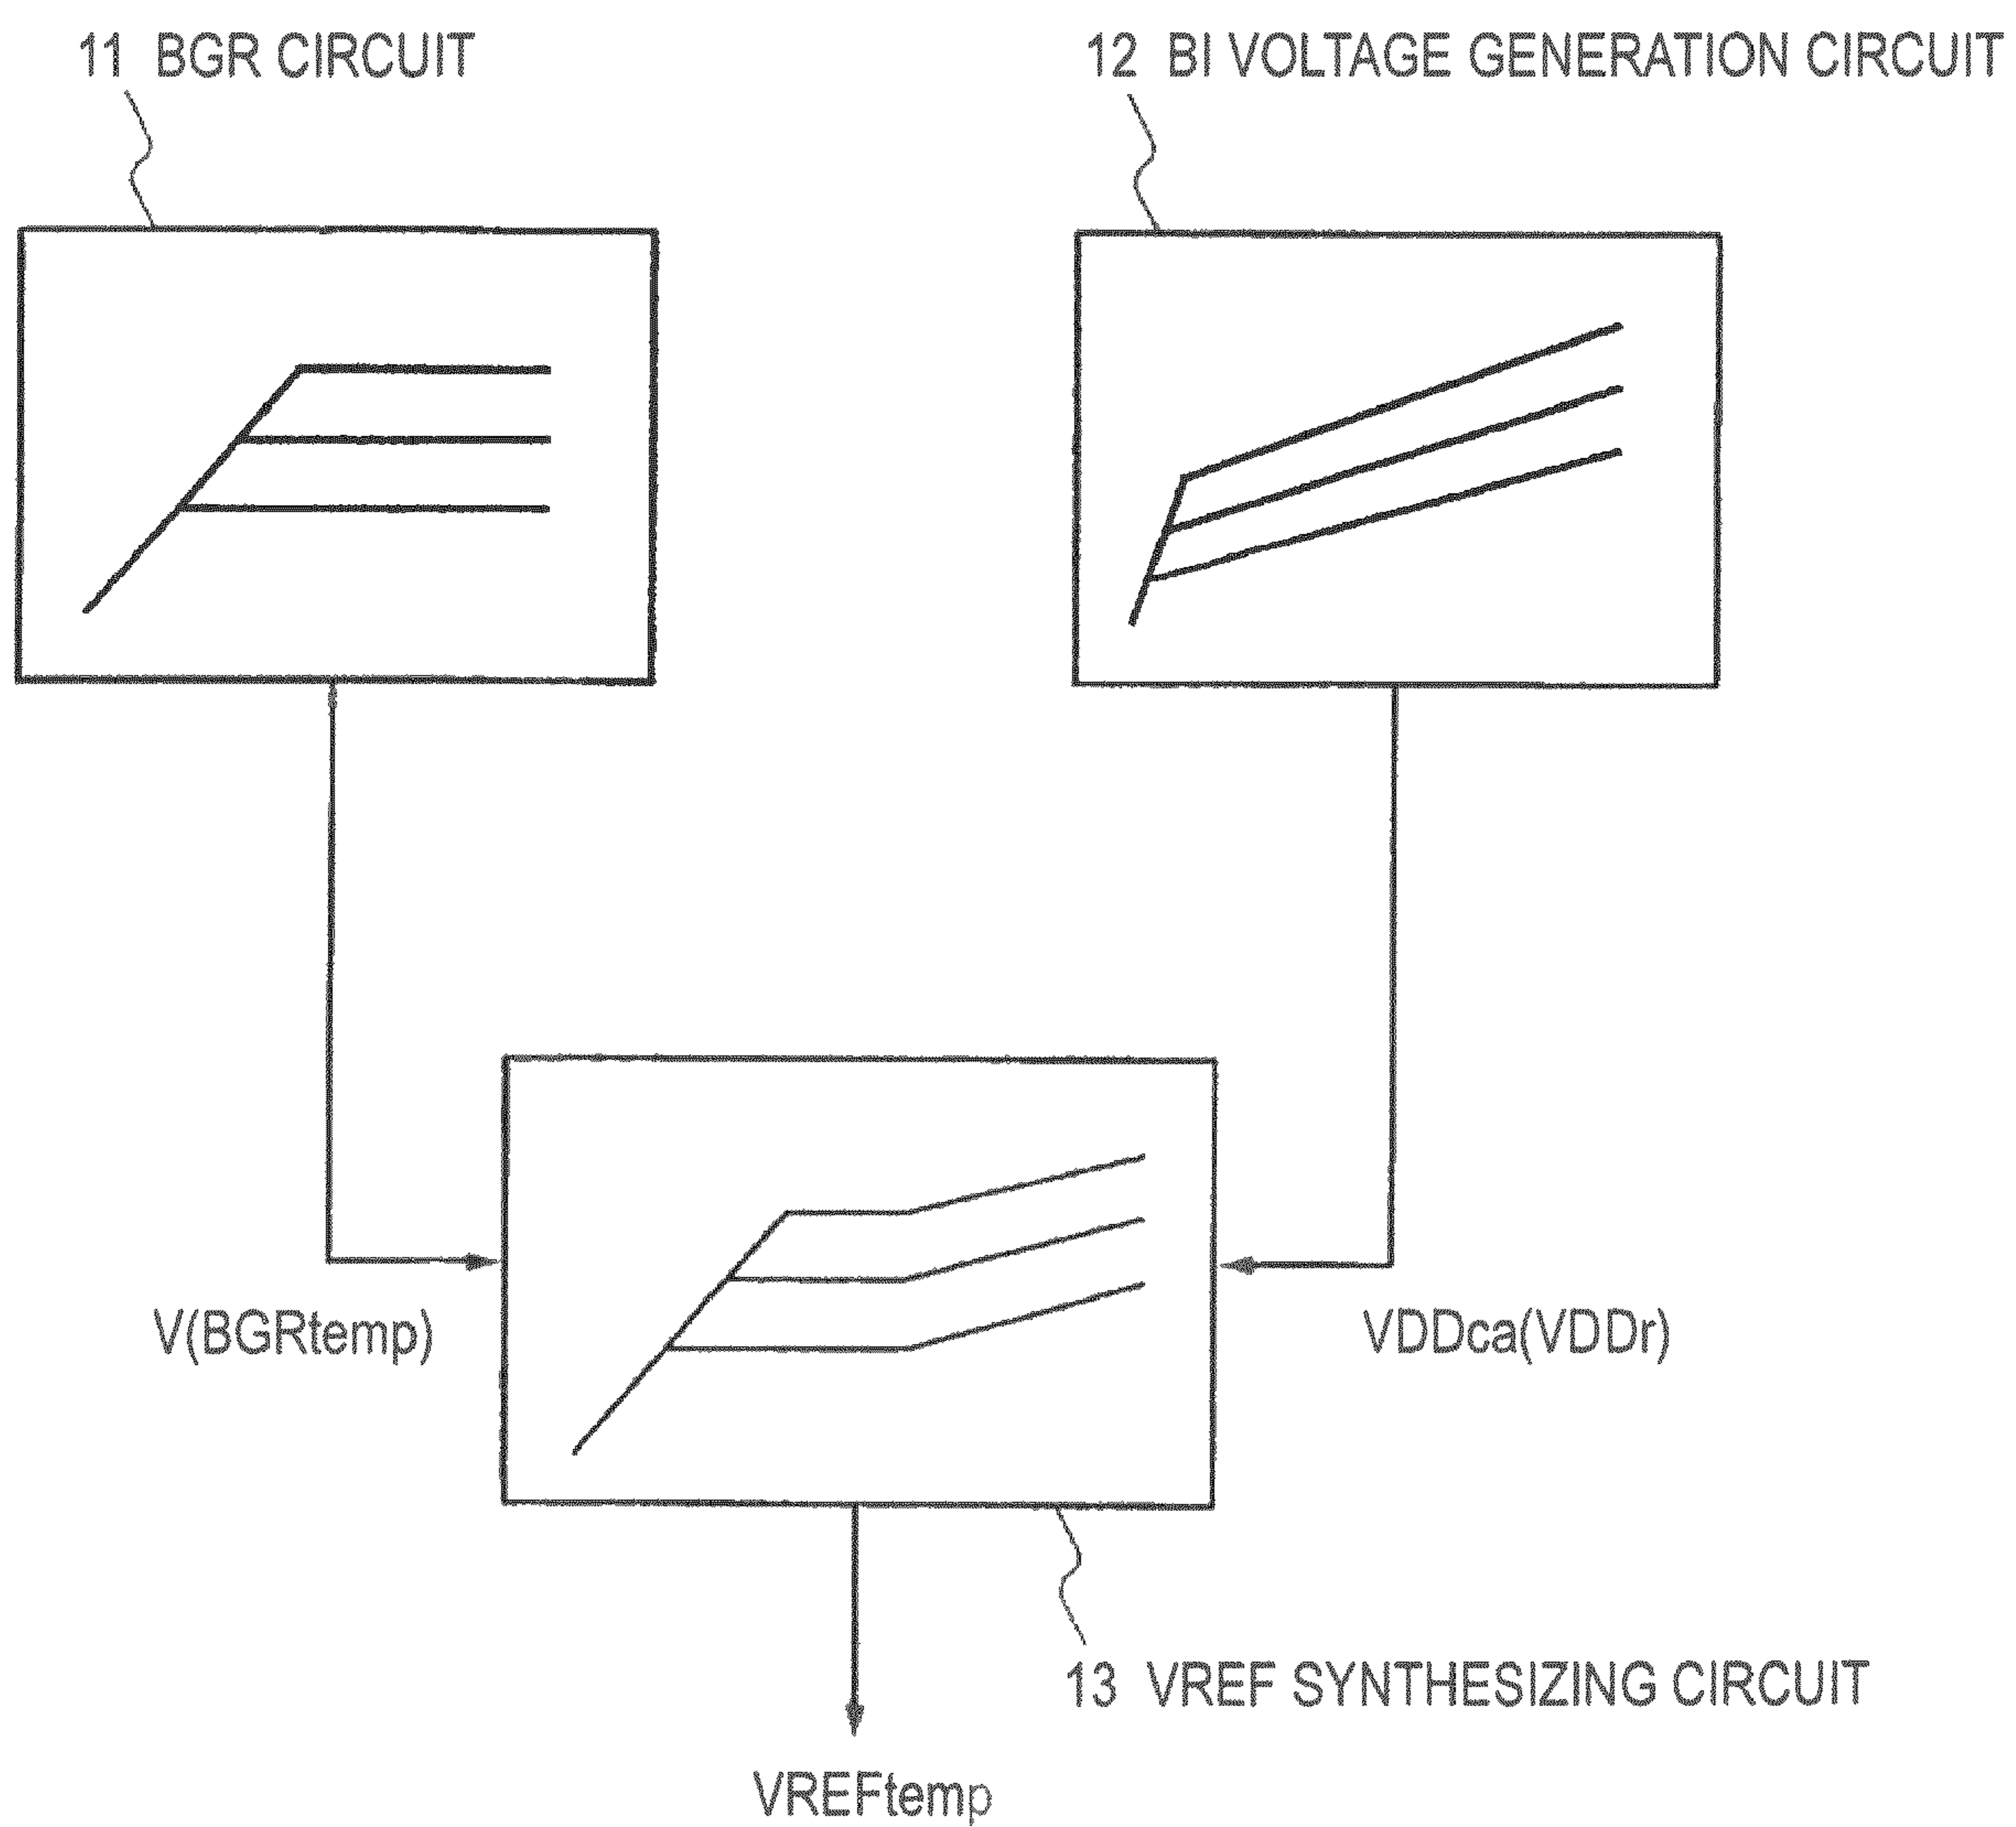 11 BGR CIRCUIT
12 BI VOLTAGE GENERATION CIRCUIT
V(BGRtemp)
VDDca(VDDr)
13 VREF SYNTHESIZING CIRCUIT
VREFtemp